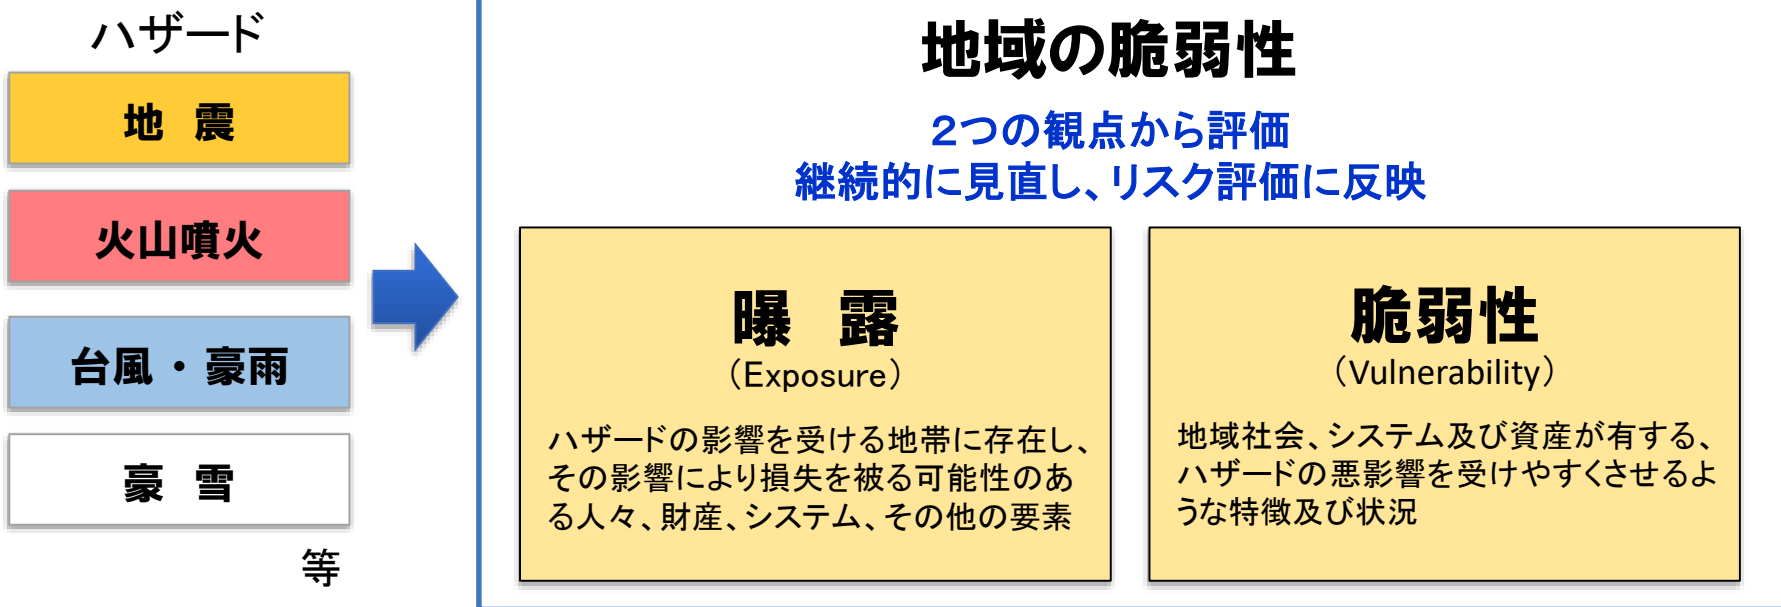 ハザード
地 震
火山噴火
台風・豪雨
豪 雪
等
地域の脆弱性
２つの観点から評価
継続的に見直し、リスク評価に反映
曝 露
（Exposure）
ハザードの影響を受ける地帯に存在し、
その影響により損失を被る可能性のあ
る人々、財産、システム、その他の要素
脆弱性
（Vulnerability）
地域社会、システム及び資産が有する、
ハザードの悪影響を受けやすくさせるよ
うな特徴及び状況